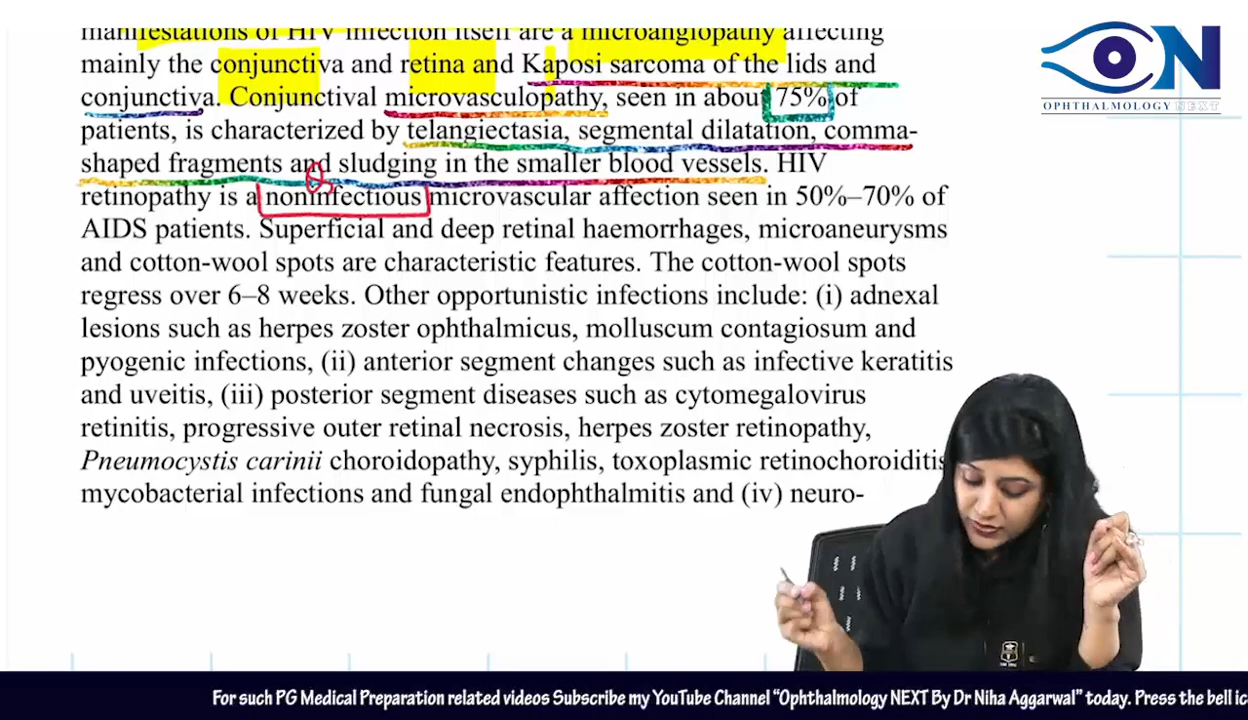 manifestations of HIV infection itself are a microangiopathy affecting
mainly the conjunctiva and retina and Kaposi sarcoma of the lids and
conjunctiva. Conjunctival microvasculopathy, seen in about 75% of
patients, is characterized by telangiectasia, segmental dilatation, comma-
shaped fragments and sludging in the smaller blood vessels. HIV
retinopathy is a noninfectious microvascular affection seen in 50%–70% of
AIDS patients. Superficial and deep retinal haemorrhages, microaneurysms
and cotton-wool spots are characteristic features. The cotton-wool spots
regress over 6–8 weeks. Other opportunistic infections include: (i) adnexal
lesions such as herpes zoster ophthalmicus, molluscum contagiosum and
pyogenic infections, (ii) anterior segment changes such as infective keratitis
and uveitis, (iii) posterior segment diseases such as cytomegalovirus
retinitis, progressive outer retinal necrosis, herpes zoster retinopathy,
Pneumocystis carinii choroidopathy, syphilis, toxoplasmic retinochoroiditis
mycobacterial infections and fungal endophthalmitis and (iv) neuro-
ON
OPHTHALMOLOGY NEXT
For such PG Medical Preparation related videos Subscribe my YouTube Channel "Ophthalmology NEXT By Dr Niha Aggarwal" today. Press the bell ic